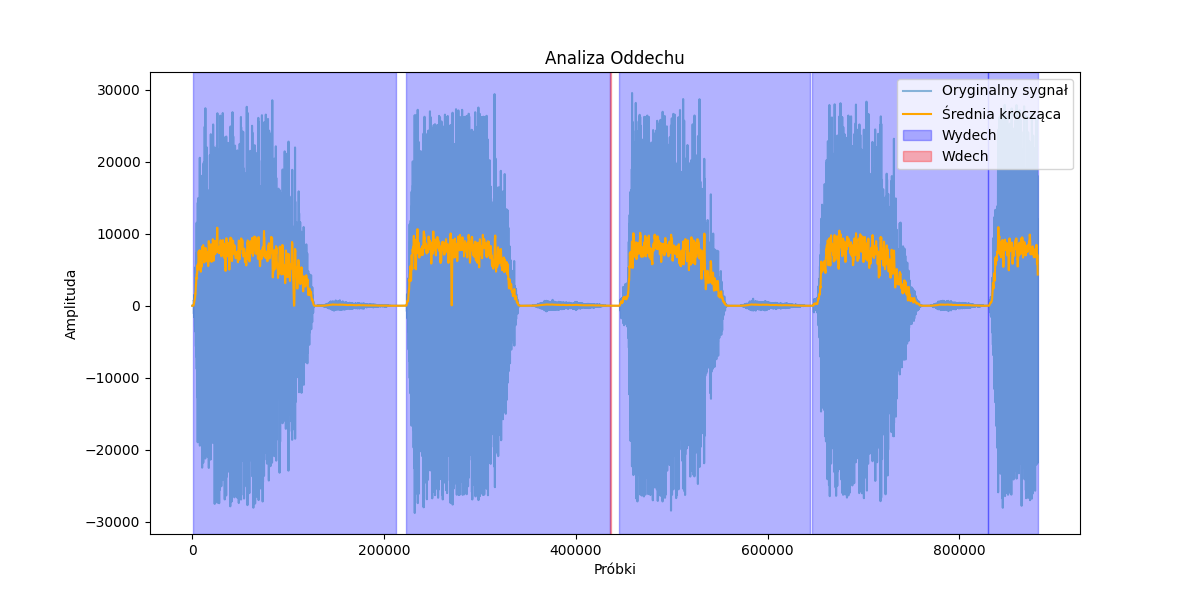 Analiza Oddechu
Oryginalny sygnał
Średnia krocząca
Wydech
Wdech
Amplituda
30000
20000
10000
0
−10000
−20000
−30000
0
200000
400000
600000
800000
Próbki